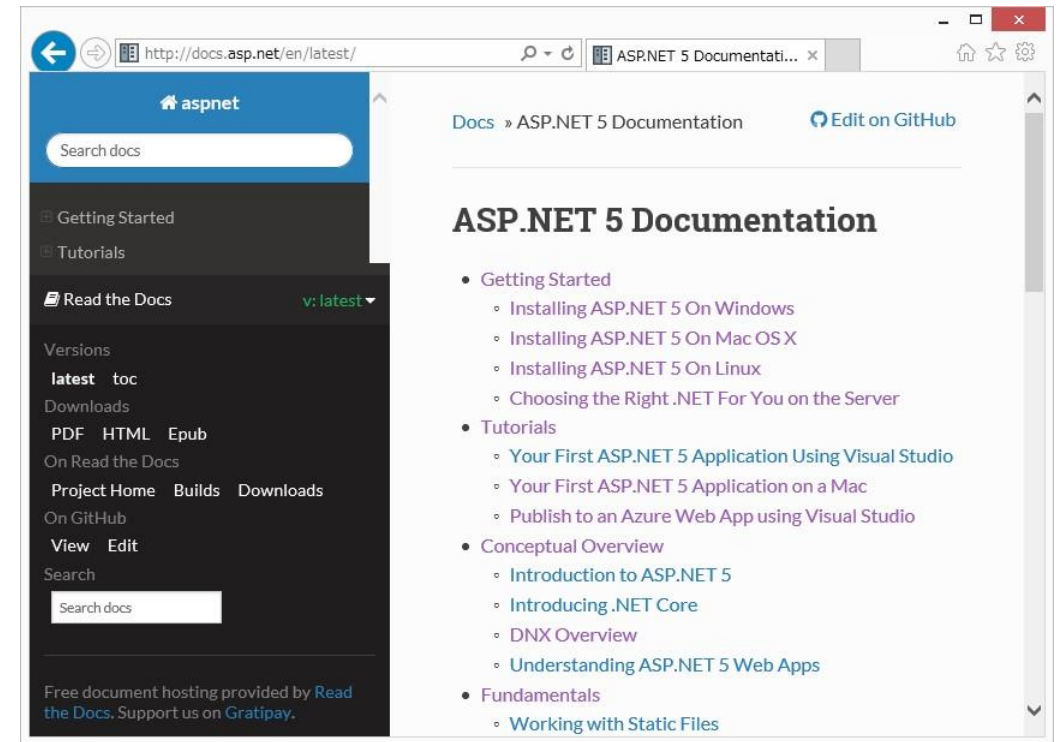 http://docs.asp.net/en/latest/
ASP.NET 5 Documentati...
aspnet
Search docs
Getting Started
Tutorials
Read the Docs
v: latest
Versions
latest toc
Downloads
PDF HTML Epub
On Read the Docs
Project Home Builds Downloads
On GitHub
View Edit
Search
Search docs
Free document hosting provided by Read
the Docs. Support us on Gratipay.
Docs » ASP.NET 5 Documentation
Edit on GitHub
ASP.NET 5 Documentation
Getting Started
Installing ASP.NET 5 On Windows
Installing ASP.NET 5 On Mac OS X
Installing ASP.NET 5 On Linux
Choosing the Right .NET For You on the Server
Tutorials
Your First ASP.NET 5 Application Using Visual Studio
Your First ASP.NET 5 Application on a Mac
Publish to an Azure Web App using Visual Studio
Conceptual Overview
Introduction to ASP.NET 5
Introducing .NET Core
DNX Overview
Understanding ASP.NET 5 Web Apps
Fundamentals
Working with Static Files